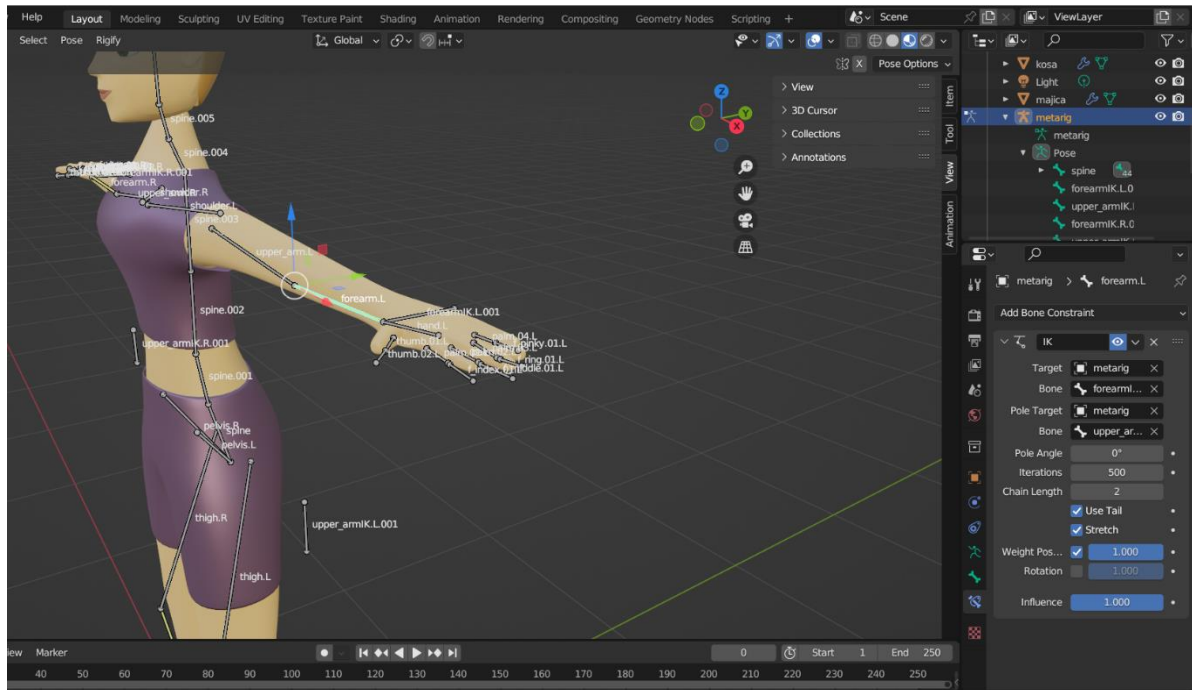 Help Layout Modeling Sculpting UV Editing Texture Paint Shading Animation Rendering Compositing Geometry Nodes Scripting + Scene ViewLayer
Select Pose Rigify Global
X Pose Options
View
3D Cursor
Collections
Annotations
Item
Tool
View
Animation
Z
Y
X
kosa
Light
majica
metarig
metarig
Pose
spine 44
forearmIK.L.0
upper_armIK.
forearmIK.R.0
spine.005
spine.004
forearm.R
shoulder.L
spine.003
upper_arm.L
forearm.L
forearmIK.L.001
hand.L
thumb.01.L
thumb.02.L
palm.04.L
pinky.01.L
ring.01.L
spine.002
upper_armIK.R.001
spine.001
pelvis.R
spine
pelvis.L
thigh.R
upper_armIK.L.001
thigh.L
metarig > forearm.L
Add Bone Constraint
IK
Target metarig
Bone forearmI...
Pole Target metarig
Bone upper_ar...
Pole Angle 0°
Iterations 500
Chain Length 2
Use Tail
Stretch
Weight Pos... 1.000
Rotation 1.000
Influence 1.000
iew Marker 0 Start 1 End 250
40 50 60 70 80 90 100 110 120 130 140 150 160 170 180 190 200 210 220 230 240 250